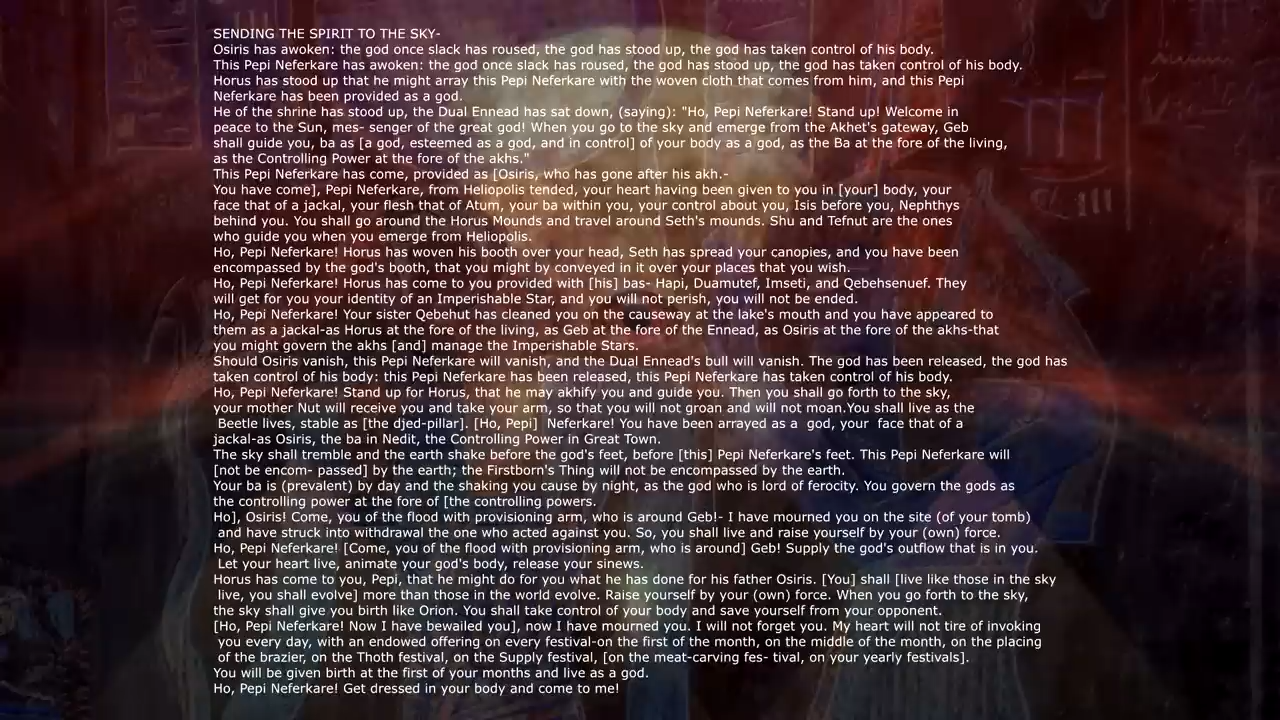 SENDING THE SPIRIT TO THE SKY-
Osiris has awoken: the god once slack has roused, the god has stood up, the god has taken control of his body.
This Pepi Neferkare has awoken: the god once slack has roused, the god has stood up, the god has taken control of his body.
Horus has stood up that he might array this Pepi Neferkare with the woven cloth that comes from him, and this Pepi
Neferkare has been provided as a god.
He of the shrine has stood up, the Dual Ennead has sat down, (saying): "Ho, Pepi Neferkare! Stand up! Welcome in
peace to the Sun, mes- senger of the great god! When you go to the sky and emerge from the Akhet's gateway, Geb
shall guide you, ba as [a god, esteemed as a god, and in control] of your body as a god, as the Ba at the fore of the living,
as the Controlling Power at the fore of the akhs."
This Pepi Neferkare has come, provided as [Osiris, who has gone after his akh.-
You have come], Pepi Neferkare, from Heliopolis tended, your heart having been given to you in [your] body, your
face that of a jackal, your flesh that of Atum, your ba within you, your control about you, Isis before you, Nephthys
behind you. You shall go around the Horus Mounds and travel around Seth's mounds. Shu and Tefnut are the ones
who guide you when you emerge from Heliopolis.
Ho, Pepi Neferkare! Horus has woven his booth over your head, Seth has spread your canopies, and you have been
encompassed by the god's booth, that you might by conveyed in it over your places that you wish.
Ho, Pepi Neferkare! Horus has come to you provided with [his] bas- Hapi, Duamutef, Imseti, and Qebehsenuef. They
will get for you your identity of an Imperishable Star, and you will not perish, you will not be ended.
Ho, Pepi Neferkare! Your sister Qebehut has cleaned you on the causeway at the lake's mouth and you have appeared to
them as a jackal-as Horus at the fore of the living, as Geb at the fore of the Ennead, as Osiris at the fore of the akhs-that
you might govern the akhs [and] manage the Imperishable Stars.
Should Osiris vanish, this Pepi Neferkare will vanish, and the Dual Ennead's bull will vanish. The god has been released, the god has
taken control of his body: this Pepi Neferkare has been released, this Pepi Neferkare has taken control of his body.
Ho, Pepi Neferkare! Stand up for Horus, that he may akhify you and guide you. Then you shall go forth to the sky,
your mother Nut will receive you and take your arm, so that you will not groan and will not moan.You shall live as the
Beetle lives, stable as [the djed-pillar]. [Ho, Pepi] Neferkare! You have been arrayed as a god, your face that of a
jackal-as Osiris, the ba in Nedit, the Controlling Power in Great Town.
The sky shall tremble and the earth shake before the god's feet, before [this] Pepi Neferkare's feet. This Pepi Neferkare will
[not be encom- passed] by the earth; the Firstborn's Thing will not be encompassed by the earth.
Your ba is (prevalent) by day and the shaking you cause by night, as the god who is lord of ferocity. You govern the gods as
the controlling power at the fore of [the controlling powers.
Ho], Osiris! Come, you of the flood with provisioning arm, who is around Geb!- I have mourned you on the site (of your tomb)
and have struck into withdrawal the one who acted against you. So, you shall live and raise yourself by your (own) force.
Ho, Pepi Neferkare! [Come, you of the flood with provisioning arm, who is around] Geb! Supply the god's outflow that is in you.
Let your heart live, animate your god's body, release your sinews.
Horus has come to you, Pepi, that he might do for you what he has done for his father Osiris. [You] shall [live like those in the sky
live, you shall evolve] more than those in the world evolve. Raise yourself by your (own) force. When you go forth to the sky,
the sky shall give you birth like Orion. You shall take control of your body and save yourself from your opponent.
[Ho, Pepi Neferkare! Now I have bewailed you], now I have mourned you. I will not forget you. My heart will not tire of invoking
you every day, with an endowed offering on every festival-on the first of the month, on the middle of the month, on the placing
of the brazier, on the Thoth festival, on the Supply festival, [on the meat-carving fes- tival, on your yearly festivals].
You will be given birth at the first of your months and live as a god.
Ho, Pepi Neferkare! Get dressed in your body and come to me!